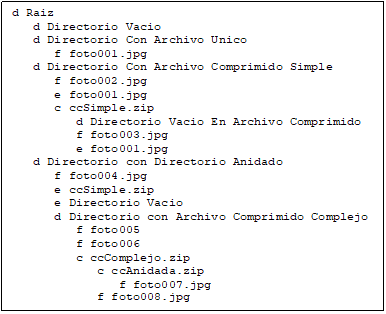 d Raiz
d Directorio Vacio
d Directorio Con Archivo Unico
f foto001.jpg
d Directorio Con Archivo Comprimido Simple
f foto002.jpg
e foto001.jpg
c ccSimple.zip
d Directorio Vacio En Archivo Comprimido
f foto003.jpg
e foto001.jpg
d Directorio con Directorio Anidado
f foto004.jpg
e ccSimple.zip
e Directorio Vacio
d Directorio con Archivo Comprimido Complejo
f foto005
f foto006
c ccComplejo.zip
c ccAnidada.zip
f foto007.jpg
f foto008.jpg